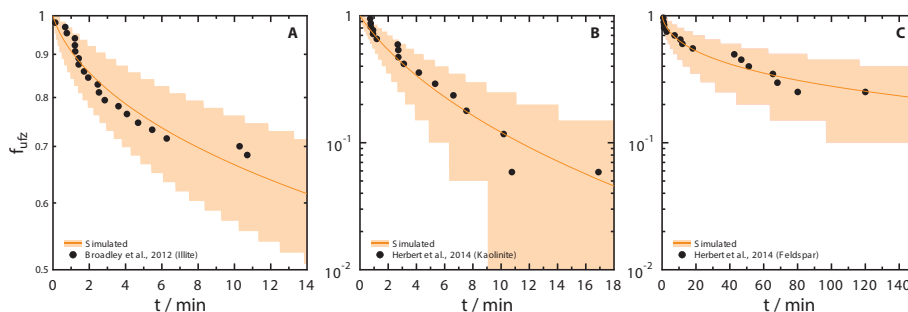 A
1
0.9
0.8
0.7
0.6
0.5
f_ufz
0 2 4 6 8 10 12 14
t / min
Simulated
Broadley et al., 2012 (Illite)
B
10^0
10^-1
10^-2
0 2 4 6 8 10 12 14 16 18
t / min
Simulated
Herbert et al., 2014 (Kaolinite)
C
10^0
10^-1
10^-2
0 20 40 60 80 100 120 140
t / min
Simulated
Herbert et al., 2014 (Feldspar)